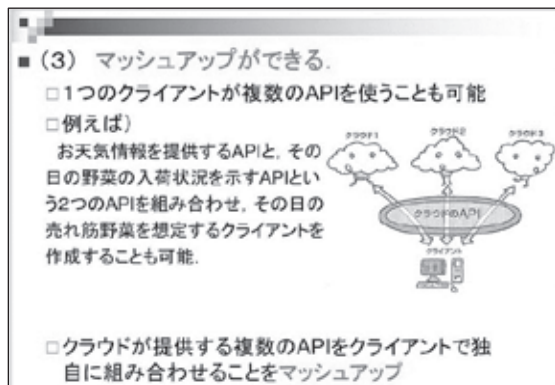 ■(3) マッシュアップができる.
□1つのクライアントが複数のAPIを使うことも可能
□例えば)
お天気情報を提供するAPIと, その
日の野菜の入荷状況を示すAPIとい
う2つのAPIを組み合わせ, その日の
売れ筋野菜を想定するクライアントを
作成することも可能.
クラウド1
クラウド2
クラウド3
クラウドのAPI
クライアント
□クラウドが提供する複数のAPIをクライアントで独
自に組み合わせることをマッシュアップ